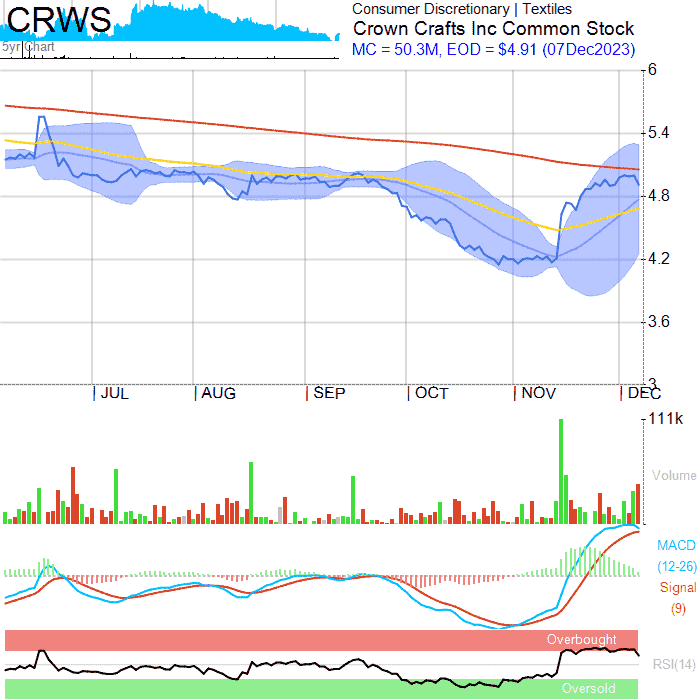 CRWS
5yr Chart
Consumer Discretionary | Textiles
Crown Crafts Inc Common Stock
MC = 50.3M, EOD = $4.91 (07Dec2023)
6
5.4
4.8
4.2
3.6
3
JUL AUG SEP OCT NOV DEC
111k
Volume
MACD
(12-26)
Signal
(9)
Overbought
RSI(14)
Oversold